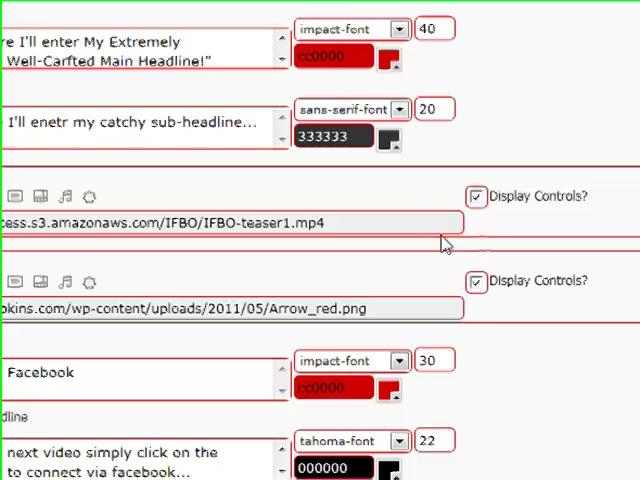 re I'll enter My Extremely impact-font 40
Well-Carfted Main Headline!" cc0000
I'll enetr my catchy sub-headline... sans-serif-font 20
333333
Display Controls?
cess.s3.amazonaws.com/IFBO/IFBO-teaser1.mp4
Display Controls?
pkins.com/wp-content/uploads/2011/05/Arrow_red.png
Facebook impact-font 30
cc0000
dline
next video simply click on the tahoma-font 22
to connect via facebook... 000000